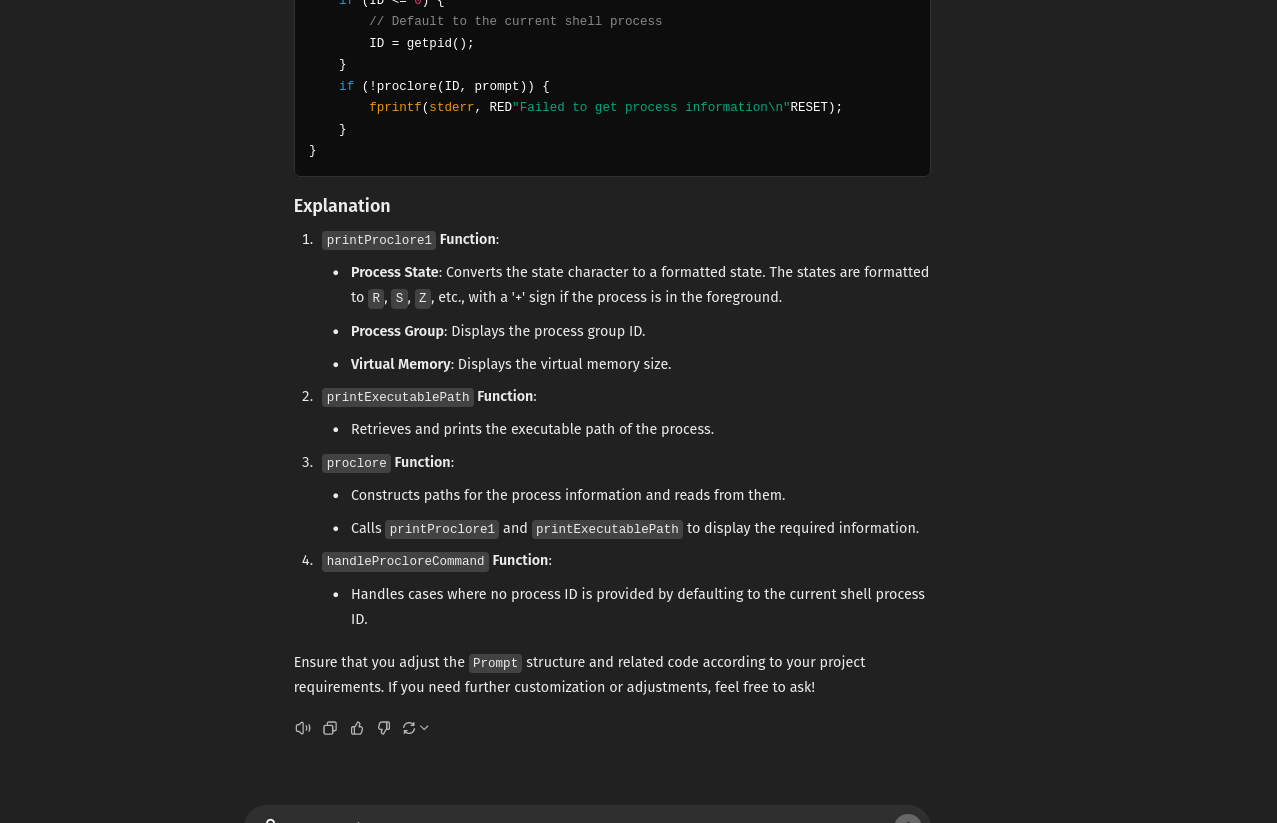 if (ID <= 0) {
// Default to the current shell process
ID = getpid();
}
if (!proclore(ID, prompt)) {
fprintf(stderr, RED"Failed to get process information\n"RESET);
}
}
Explanation
1. printProclore1 Function:
• Process State: Converts the state character to a formatted state. The states are formatted
to R, S, Z, etc., with a '+' sign if the process is in the foreground.
• Process Group: Displays the process group ID.
• Virtual Memory: Displays the virtual memory size.
2. printExecutablePath Function:
• Retrieves and prints the executable path of the process.
3. proclore Function:
• Constructs paths for the process information and reads from them.
• Calls printProclore1 and printExecutablePath to display the required information.
4. handleProcloreCommand Function:
• Handles cases where no process ID is provided by defaulting to the current shell process
ID.
Ensure that you adjust the Prompt structure and related code according to your project
requirements. If you need further customization or adjustments, feel free to ask!